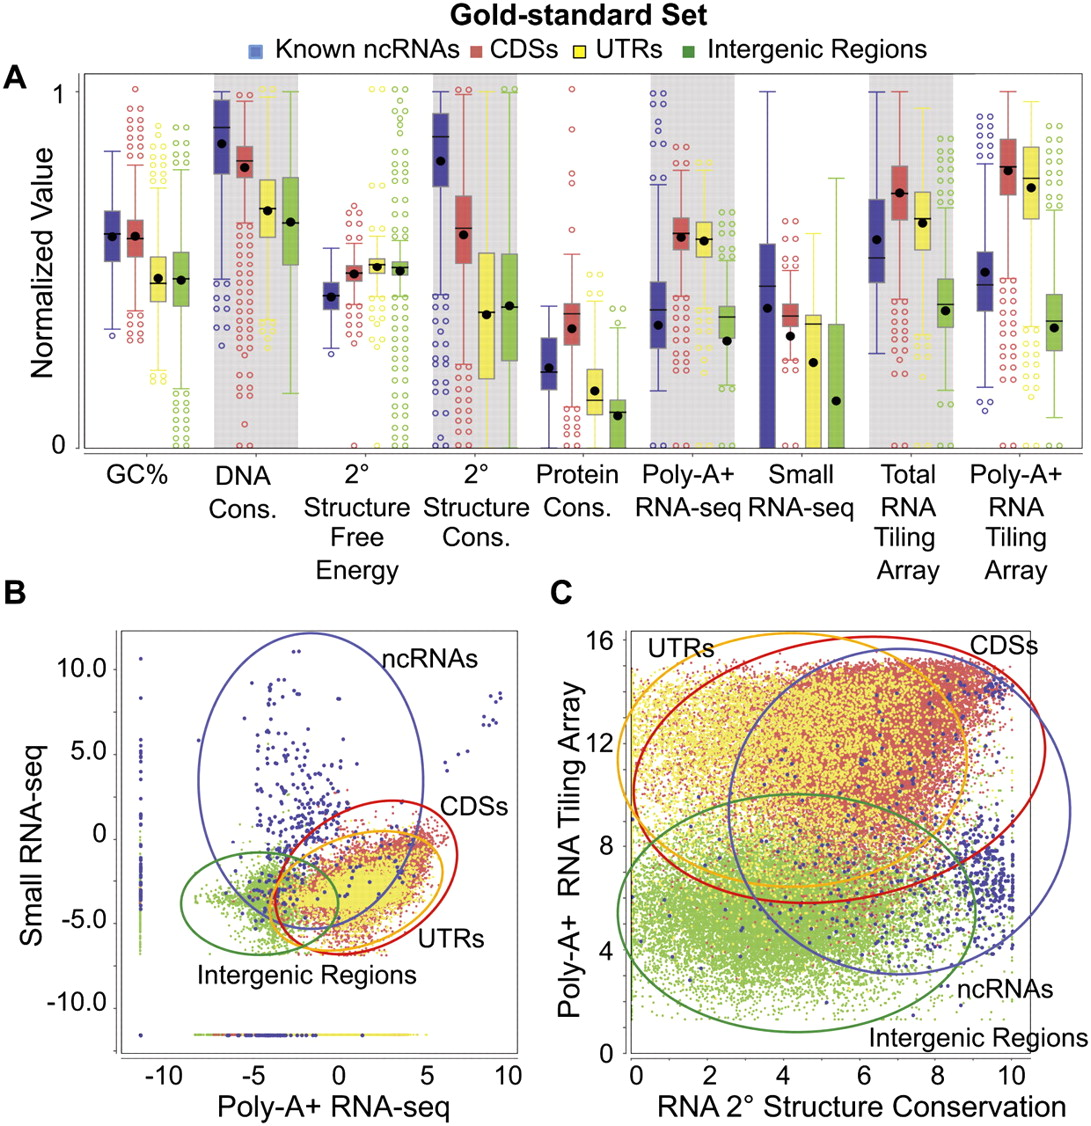 Gold-standard Set
Known ncRNAs CDSs UTRs Intergenic Regions
A
Normalized Value
1
0
GC%
DNA
Cons.
2°
Structure
Free
Energy
2°
Structure
Cons.
Protein
Cons.
Poly-A+
RNA-seq
Small
RNA-seq
Total
RNA
Tiling
Array
Poly-A+
RNA
Tiling
Array
B
Small RNA-seq
10.0
5.0
0
-5.0
-10.0
ncRNAs
CDSs
UTRs
Intergenic Regions
-10 -5 0 5 10
Poly-A+ RNA-seq
C
Poly-A+ RNA Tiling Array
16
12
8
4
0
UTRs
CDSs
ncRNAs
Intergenic Regions
0 2 4 6 8 10
RNA 2° Structure Conservation